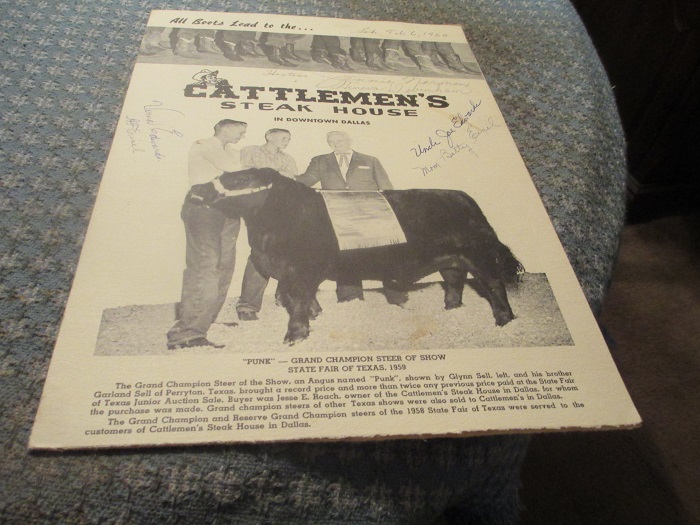 All Boots Lead to the...
Feb. 6, 1960
CATTLEMEN'S
STEAK HOUSE
IN DOWNTOWN DALLAS
Uncle Joe
"PUNK" — GRAND CHAMPION STEER OF SHOW
STATE FAIR OF TEXAS, 1959
The Grand Champion Steer of the Show, an Angus named "Punk", shown by Glynn Sell, left, and his brother
Garland Sell of Perryton, Texas, brought a record price and more than twice any previous price paid at the State Fair
of Texas Junior Auction Sale. Buyer was Jesse E. Roach, owner of the Cattlemen's Steak House in Dallas, for whom
the purchase was made. Grand champion steers of other Texas shows were also sold to Cattlemen's in Dallas.
The Grand Champion and Reserve Grand Champion steers of the 1958 State Fair of Texas were served to the
customers of Cattlemen's Steak House in Dallas.